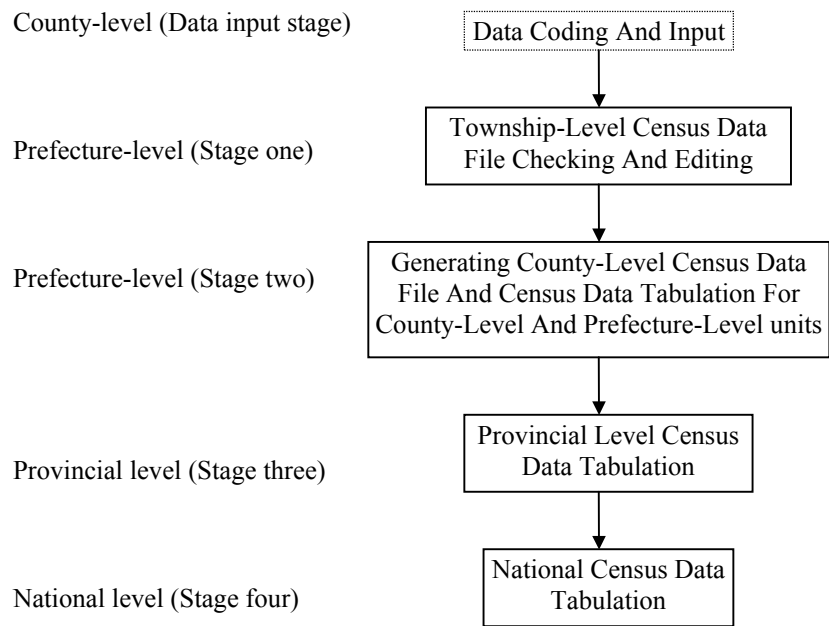 County-level (Data input stage)
Data Coding And Input
Prefecture-level (Stage one)
Township-Level Census Data
File Checking And Editing
Prefecture-level (Stage two)
Generating County-Level Census Data
File And Census Data Tabulation For
County-Level And Prefecture-Level units
Provincial level (Stage three)
Provincial Level Census
Data Tabulation
National level (Stage four)
National Census Data
Tabulation